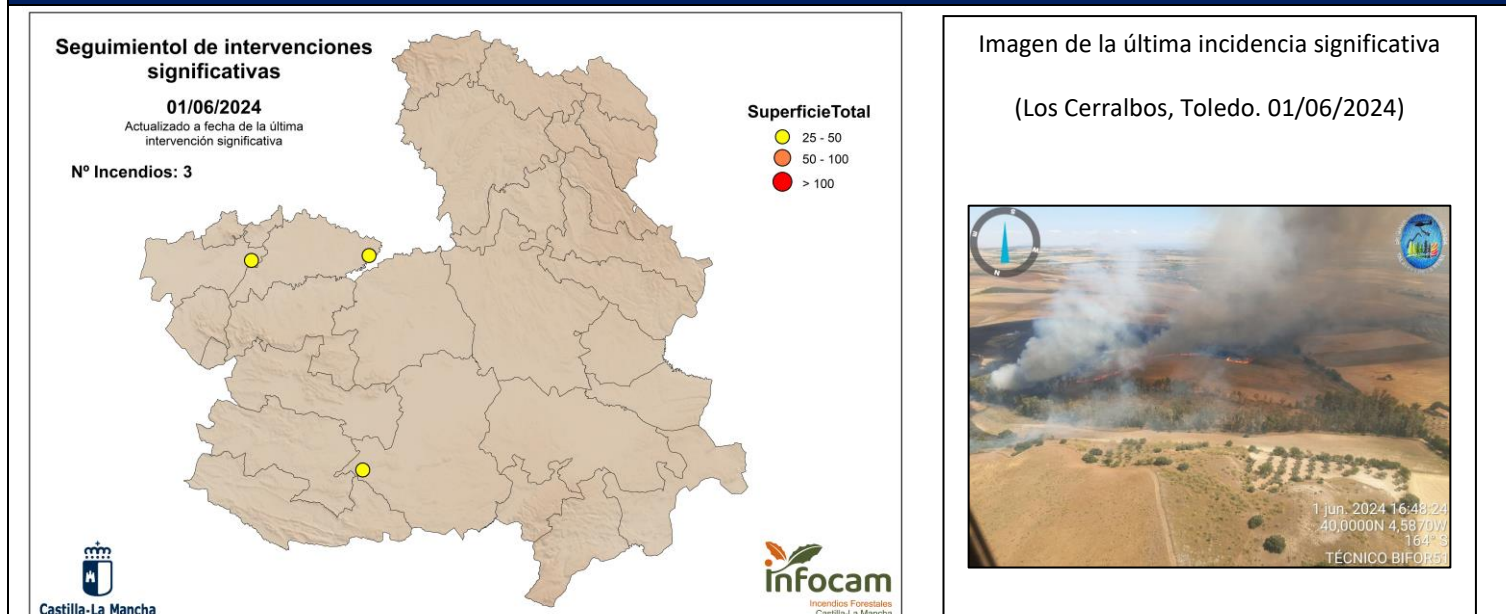 Seguimientol de intervenciones
significativas
01/06/2024
Actualizado a fecha de la última
intervención significativa
Nº Incendios: 3
SuperficieTotal
25 - 50
50 - 100
> 100
Castilla-La Mancha
infocam
Incendios Forestales
Castilla-La Mancha
Imagen de la última incidencia significativa
(Los Cerralbos, Toledo. 01/06/2024)
1 jun. 2024 16:48:24
40,0000N 4,5870W
164° S
TÉCNICO BIFOR51